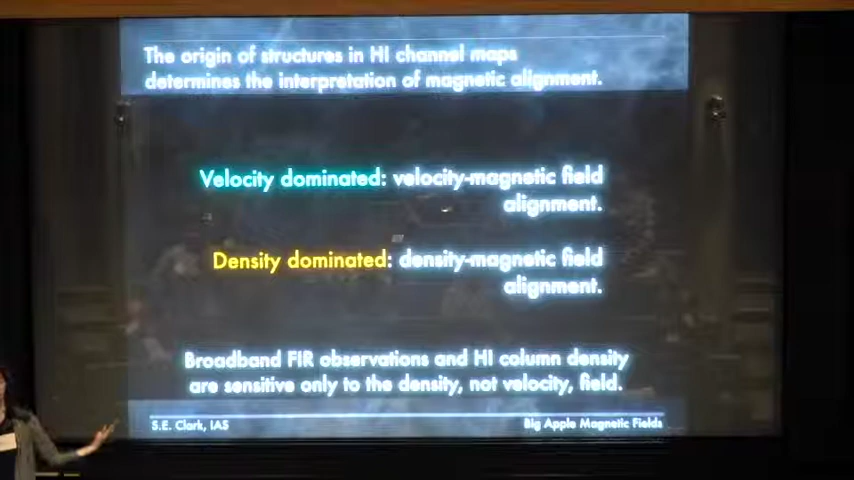 The origin of structures in HI channel maps
determines the interpretation of magnetic alignment.
Velocity dominated: velocity-magnetic field
alignment.
Density dominated: density-magnetic field
alignment.
Broadband FIR observations and HI column density
are sensitive only to the density, not velocity, field.
S.E. Clark, IAS
Big Apple Magnetic Fields